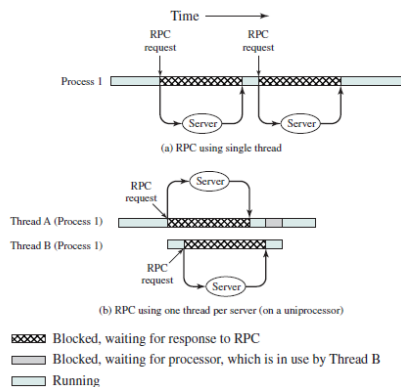 Time
RPC
request
RPC
request
Process 1
Server
Server
(a) RPC using single thread
RPC
request
Server
Thread A (Process 1)
Thread B (Process 1)
RPC
request
Server
(b) RPC using one thread per server (on a uniprocessor)
Blocked, waiting for response to RPC
Blocked, waiting for processor, which is in use by Thread B
Running